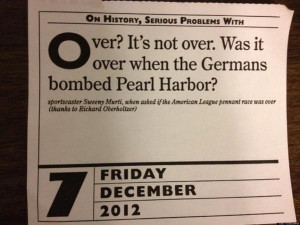 On History, Serious Problems With
Over? It's not over. Was it
over when the Germans
bombed Pearl Harbor?
sportscaster Sweeny Murti, when asked if the American League pennant race was over
(thanks to Richard Oberholtzer)
7
FRIDAY
DECEMBER
2012